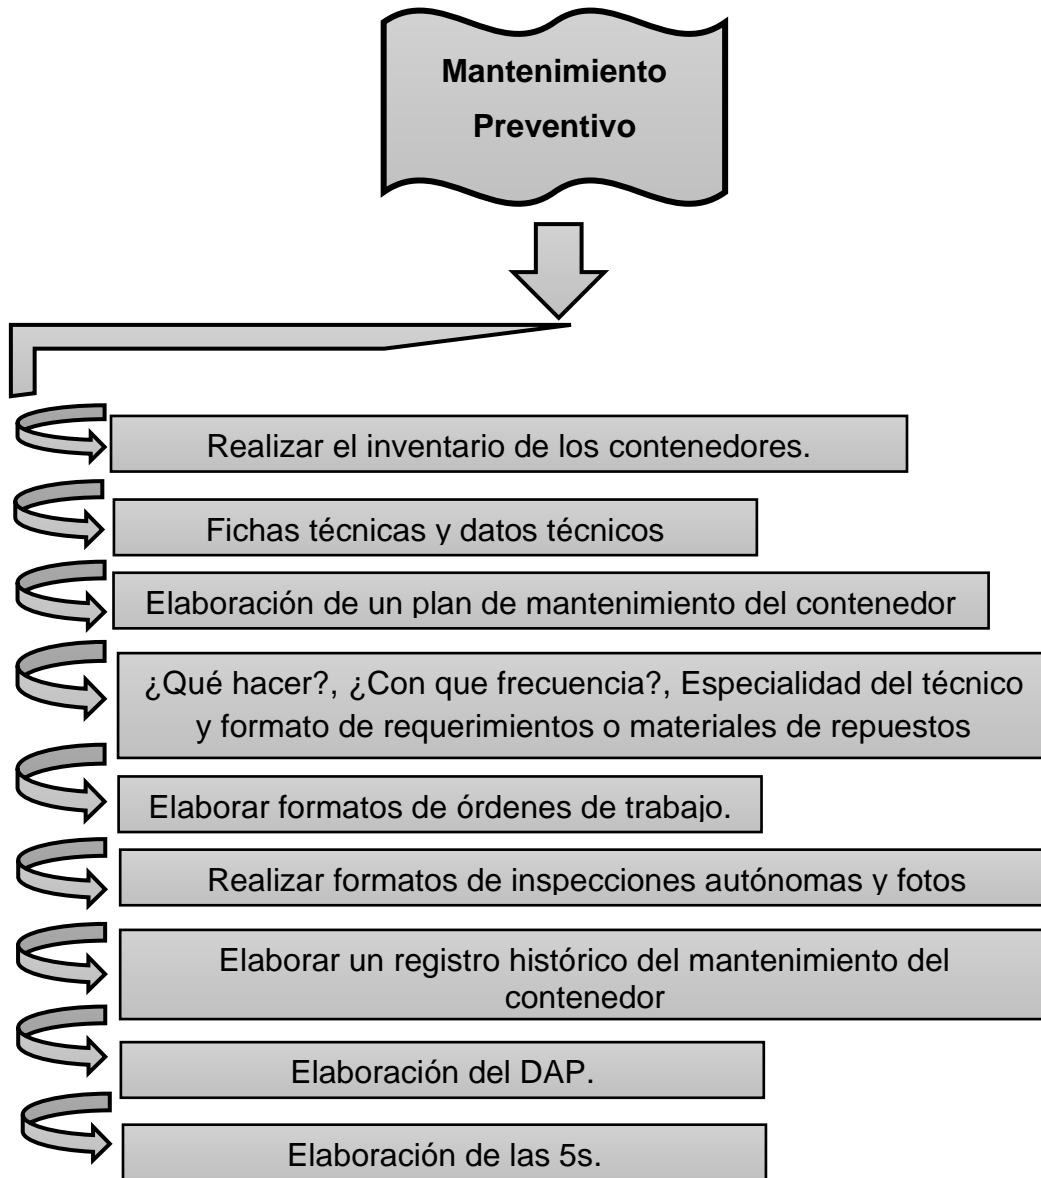 Mantenimiento
Preventivo
Realizar el inventario de los contenedores.
Fichas técnicas y datos técnicos
Elaboración de un plan de mantenimiento del contenedor
¿Qué hacer?, ¿Con que frecuencia?, Especialidad del técnico
y formato de requerimientos o materiales de repuestos
Elaborar formatos de órdenes de trabajo.
Realizar formatos de inspecciones autónomas y fotos
Elaborar un registro histórico del mantenimiento del
contenedor
Elaboración del DAP.
Elaboración de las 5s.